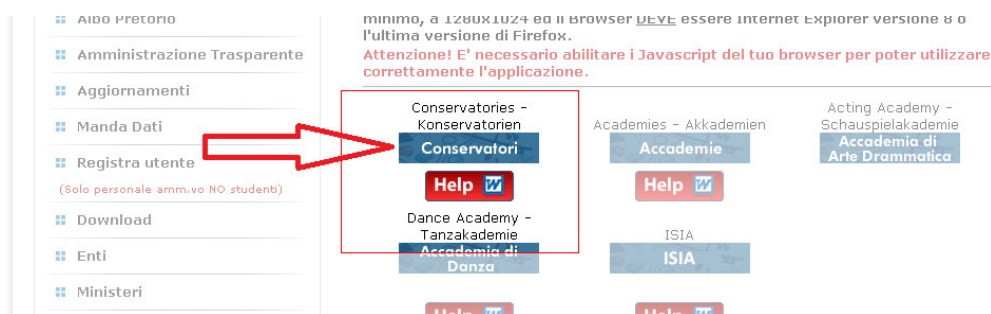 Albo Pretorio
Amministrazione Trasparente
Aggiornamenti
Manda Dati
Registra utente
(Solo personale amm.vo NO studenti)
Download
Enti
Ministeri
minimo, a 1280x1024 ed il Browser DEVE essere Internet Explorer versione 8 o
l'ultima versione di Firefox.
Attenzione! E' necessario abilitare i Javascript del tuo browser per poter utilizzare
correttamente l'applicazione.
Conservatories -
Konservatorien
Conservatori
Help W
Academies - Akkademien
Accademie
Help W
Acting Academy -
Schauspielakademie
Accademia di
Arte Drammatica
Dance Academy -
Tanzakademie
Accademia di
Danza
Help W
ISIA
ISIA
Help W